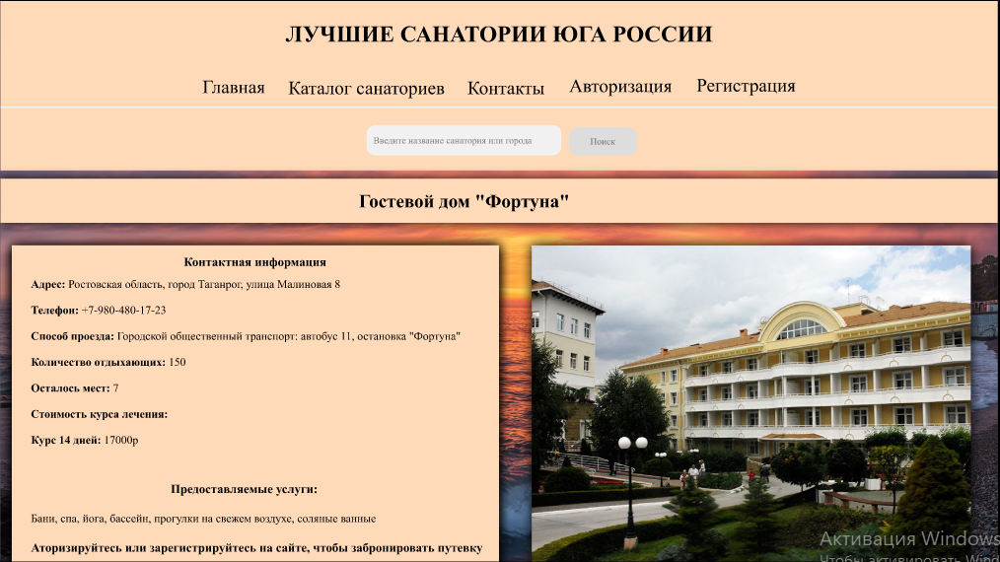 ЛУЧШИЕ САНАТОРИИ ЮГА РОССИИ
Главная Каталог санаториев Контакты Авторизация Регистрация
Введите название санатория или города Поиск
Гостевой дом "Фортуна"
Контактная информация
Адрес: Ростовская область, город Таганрог, улица Малиновая 8
Телефон: +7-980-480-17-23
Способ проезда: Городской общественный транспорт: автобус 11, остановка "Фортуна"
Количество отдыхающих: 150
Осталось мест: 7
Стоимость курса лечения:
Курс 14 дней: 17000р
Предоставляемые услуги:
Бани, спа, йога, бассейн, прогулки на свежем воздухе, соляные ванные
Аторизируйтесь или зарегистрируйтесь на сайте, чтобы забронировать путевку
Активация Windows
Чтобы активировать Wind